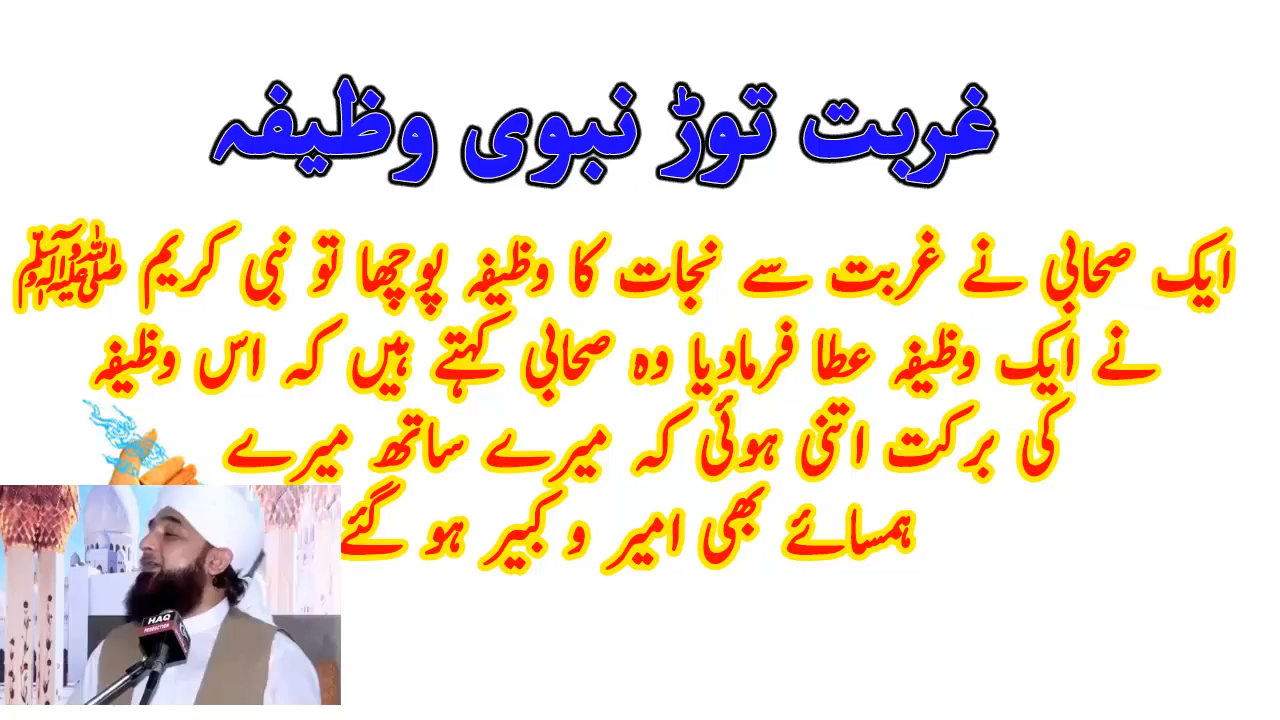 غربت توڑ نبوی وظیفہ
ایک صحابی نے غربت سے نجات کا وظیفہ پوچھا تو نبی کریم ﷺ
نے ایک وظیفہ عطا فرمادیا وہ صحابی کہتے ہیں کہ اس وظیفہ
کی برکت اتنی ہوئی کہ میرے ساتھ میرے
ہمسائے بھی امیر و کبیر ہو گئے
HAQ
PRODUCTION